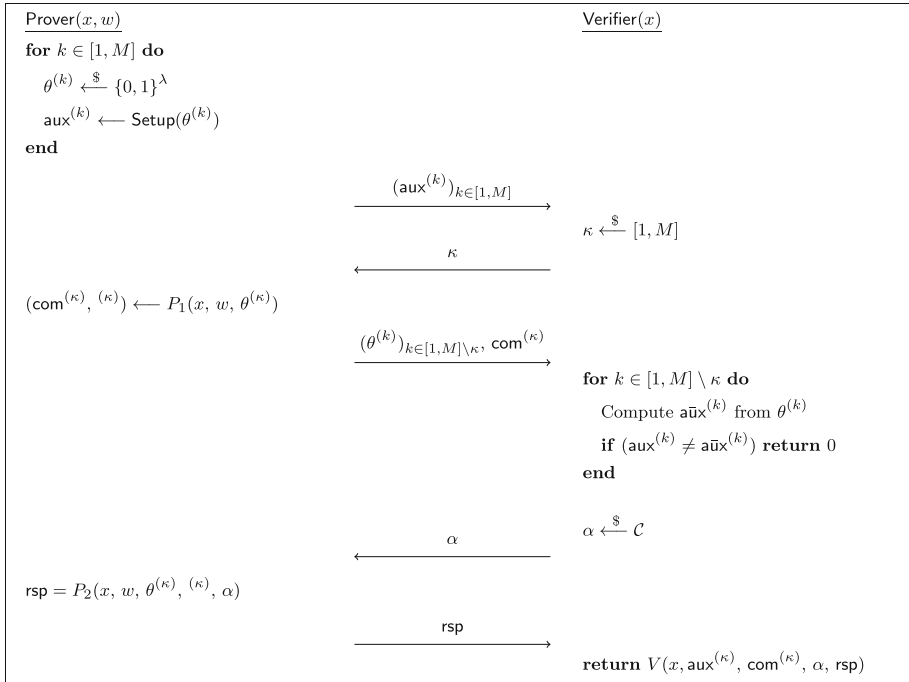 Prover(x, w)
Verifier(x)
for k ∈ [1, M] do
θ^(k) ←$ {0, 1}^λ
aux^(k) ← Setup(θ^(k))
end
(aux^(k))_{k∈[1,M]}
κ ←$ [1, M]
κ
(com^(κ), ^(κ)) ← P_1(x, w, θ^(κ))
(θ^(k))_{k∈[1,M]\κ}, com^(κ)
for k ∈ [1, M] \ κ do
Compute aūx^(k) from θ^(k)
if (aux^(k) ≠ aūx^(k)) return 0
end
α ←$ C
α
rsp = P_2(x, w, θ^(κ), ^(κ), α)
rsp
return V(x, aux^(κ), com^(κ), α, rsp)